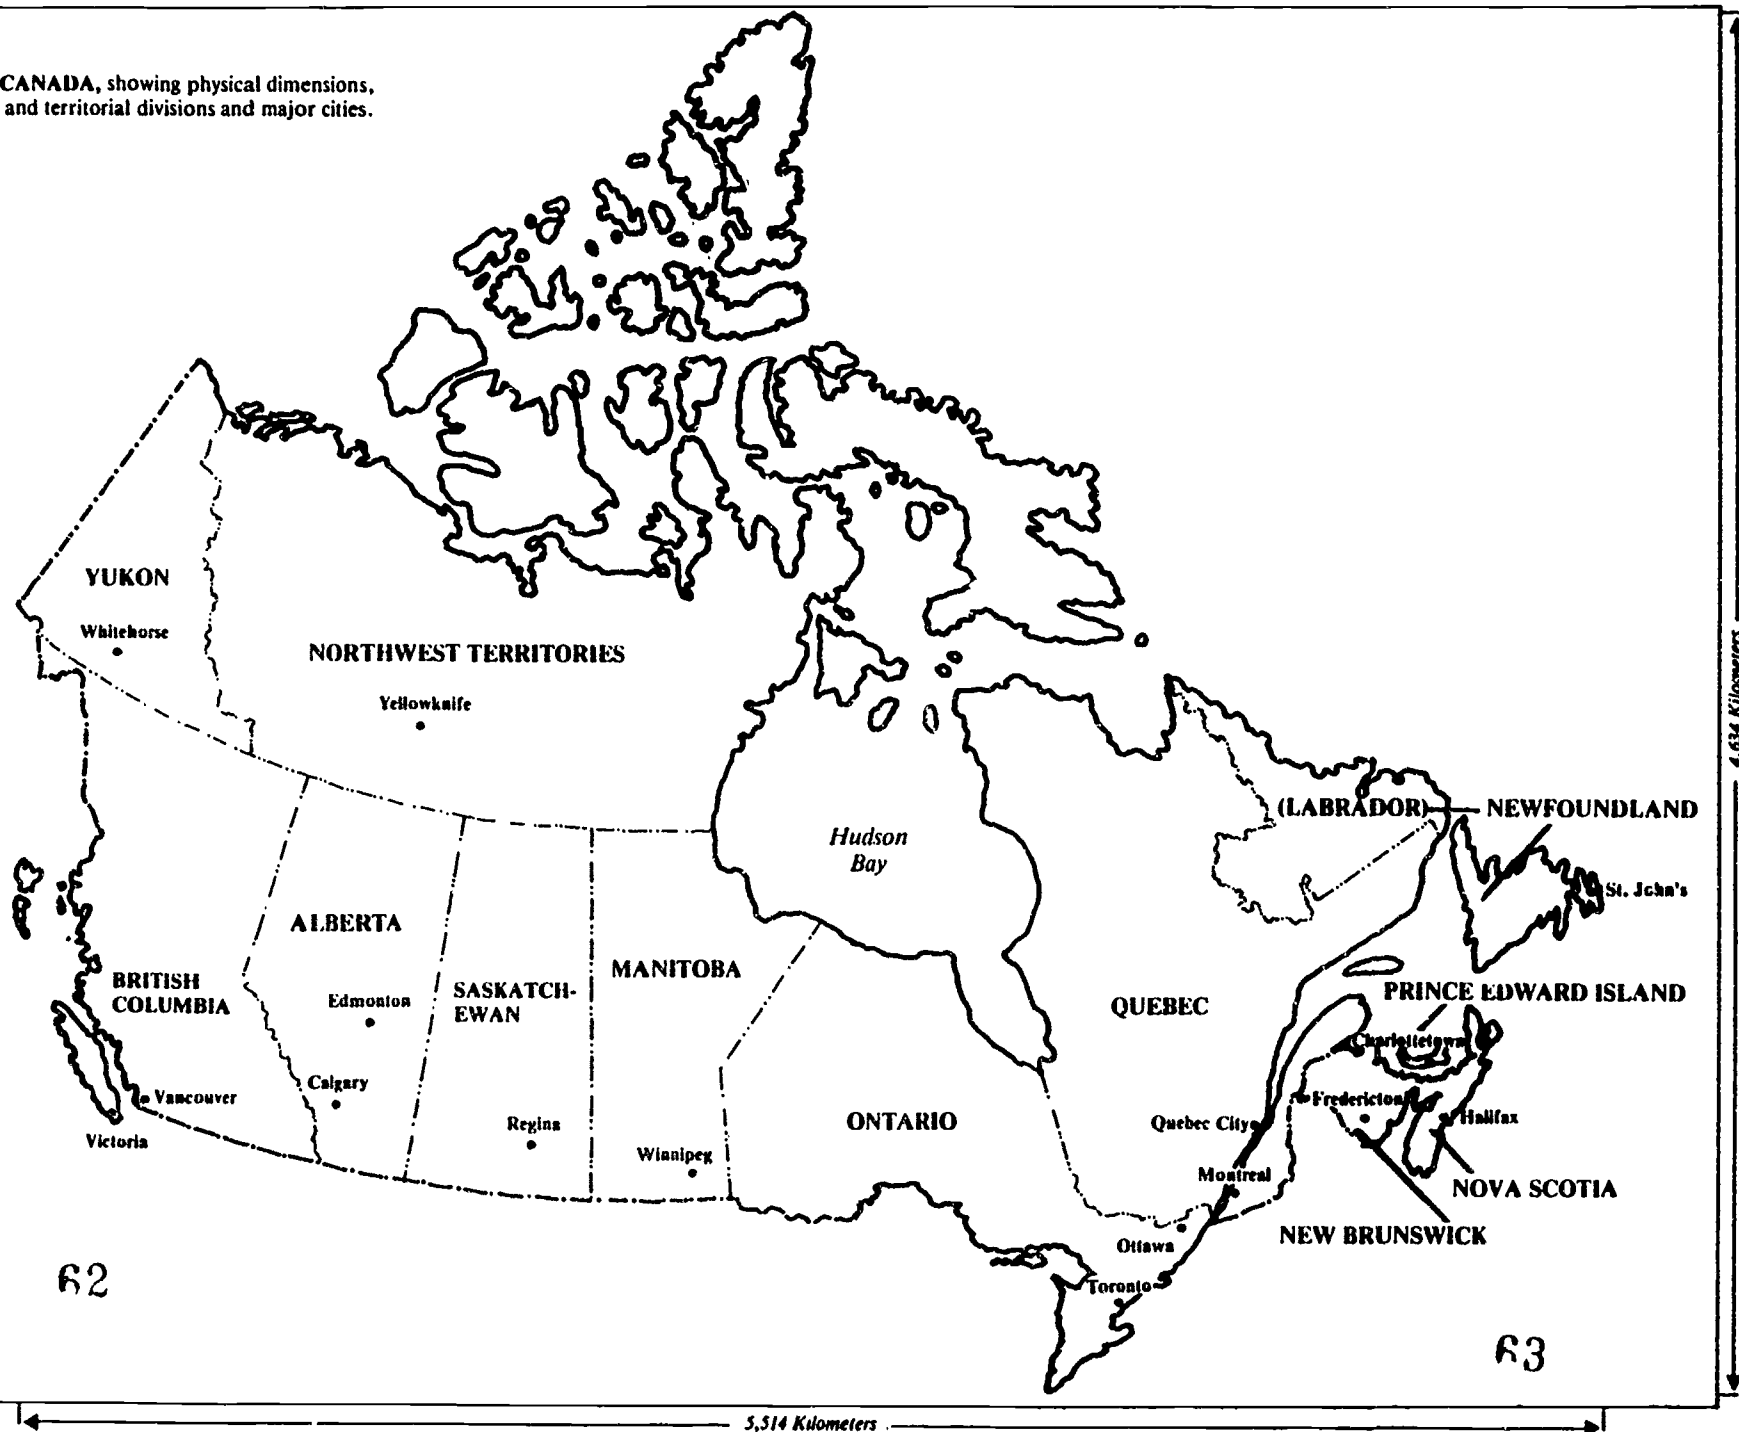 CANADA, showing physical dimensions,
and territorial divisions and major cities.
YUKON
Whitehorse
NORTHWEST TERRITORIES
Yellowknife
(LABRADOR)
NEWFOUNDLAND
Hudson
Bay
St. John's
ALBERTA
MANITOBA
BRITISH
COLUMBIA
Edmonton
SASKATCH-
EWAN
QUEBEC
PRINCE EDWARD ISLAND
Charlottetown
Calgary
Vancouver
Fredericton
Halifax
Victoria
Regina
ONTARIO
Quebec City
Winnipeg
Montreal
NOVA SCOTIA
Ottawa
NEW BRUNSWICK
Toronto
62
63
4,634 Kilometers
5,514 Kilometers